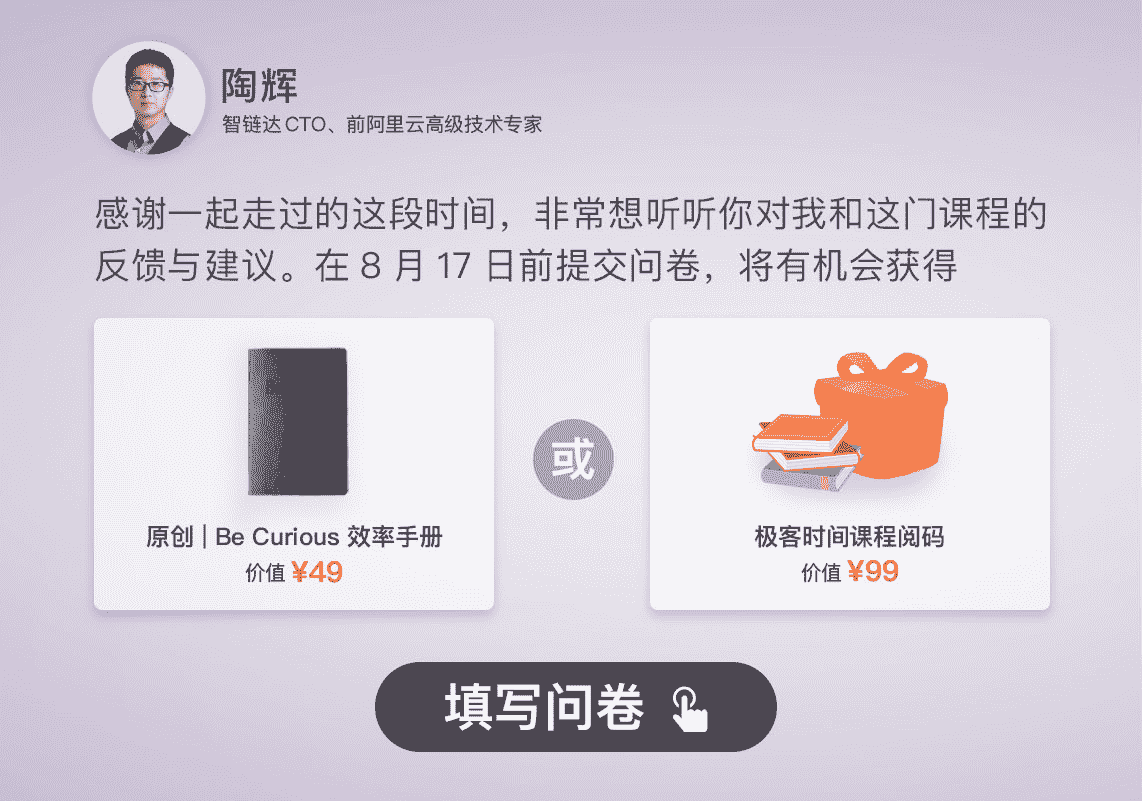 陶辉
智链达CTO、前阿里云高级技术专家
感谢一起走过的这段时间，非常想听听你对我和这门课程的
反馈与建议。在 8 月 17 日前提交问卷，将有机会获得
或
原创 | Be Curious 效率手册
价值 ¥49
极客时间课程阅码
价值 ¥99
填写问卷